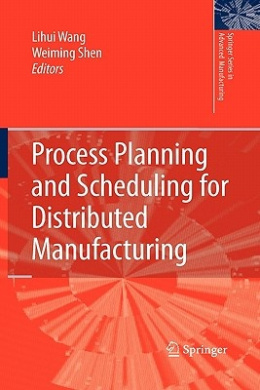 Lihui Wang
Weiming Shen
Editors
Springer Series in
Advanced Manufacturing
Process Planning
and Scheduling for
Distributed
Manufacturing
Springer